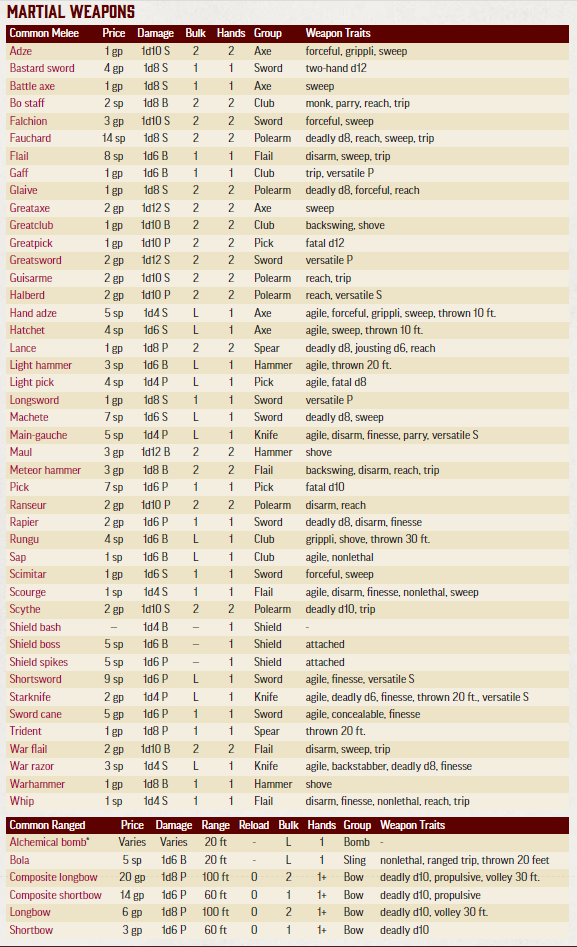 MARTIAL WEAPONS
Common Melee Price Damage Bulk Hands Group Weapon Traits
Adze 1 gp 1d10 S 2 2 Axe forceful, grippli, sweep
Bastard sword 4 gp 1d8 S 1 1 Sword two-hand d12
Battle axe 1 gp 1d8 S 1 1 Axe sweep
Bo staff 2 sp 1d8 B 2 2 Club monk, parry, reach, trip
Falchion 3 gp 1d10 S 2 2 Sword forceful, sweep
Fauchard 14 sp 1d8 S 2 2 Polearm deadly d8, reach, sweep, trip
Flail 8 sp 1d6 B 1 1 Flail disarm, sweep, trip
Gaff 1 gp 1d6 B 1 1 Club trip, versatile P
Glaive 1 gp 1d8 S 2 2 Polearm deadly d8, forceful, reach
Greataxe 2 gp 1d12 S 2 2 Axe sweep
Greatclub 1 gp 1d10 B 2 2 Club backswing, shove
Greatpick 1 gp 1d10 P 2 2 Pick fatal d12
Greatsword 2 gp 1d12 S 2 2 Sword versatile P
Guisarme 2 gp 1d10 S 2 2 Polearm reach, trip
Halberd 2 gp 1d10 P 2 2 Polearm reach, versatile S
Hand adze 5 sp 1d4 S L 1 Axe agile, forceful, grippli, sweep, thrown 10 ft.
Hatchet 4 sp 1d6 S L 1 Axe agile, sweep, thrown 10 ft.
Lance 1 gp 1d8 P 2 2 Spear deadly d8, jousting d6, reach
Light hammer 3 sp 1d6 B L 1 Hammer agile, thrown 20 ft.
Light pick 4 sp 1d4 P L 1 Pick agile, fatal d8
Longsword 1 gp 1d8 S 1 1 Sword versatile P
Machete 7 sp 1d6 S L 1 Sword deadly d8, sweep
Main-gauche 5 sp 1d4 P L 1 Knife agile, disarm, finesse, parry, versatile S
Maul 3 gp 1d12 B 2 2 Hammer shove
Meteor hammer 3 gp 1d8 B 2 2 Flail backswing, disarm, reach, trip
Pick 7 sp 1d6 P 1 1 Pick fatal d10
Ranseur 2 gp 1d10 P 2 2 Polearm disarm, reach
Rapier 2 gp 1d6 P 1 1 Sword deadly d8, disarm, finesse
Rungu 4 sp 1d6 B L 1 Club grippli, shove, thrown 30 ft.
Sap 1 sp 1d6 B L 1 Club agile, nonlethal
Scimitar 1 gp 1d6 S 1 1 Sword forceful, sweep
Scourge 1 sp 1d4 S 1 1 Flail agile, disarm, finesse, nonlethal, sweep
Scythe 2 gp 1d10 S 2 2 Polearm deadly d10, trip
Shield bash – 1d4 B – 1 Shield -
Shield boss 5 sp 1d6 B – 1 Shield attached
Shield spikes 5 sp 1d6 P – 1 Shield attached
Shortsword 9 sp 1d6 P L 1 Sword agile, finesse, versatile S
Starknife 2 gp 1d4 P L 1 Knife agile, deadly d6, finesse, thrown 20 ft., versatile S
Sword cane 5 gp 1d6 P 1 1 Sword agile, concealable, finesse
Trident 1 gp 1d8 P 1 1 Spear thrown 20 ft.
War flail 2 gp 1d10 B 2 2 Flail disarm, sweep, trip
War razor 3 sp 1d4 S L 1 Knife agile, backstabber, deadly d8, finesse
Warhammer 1 gp 1d8 B 1 1 Hammer shove
Whip 1 sp 1d4 S 1 1 Flail disarm, finesse, nonlethal, reach, trip
Common Ranged Price Damage Range Reload Bulk Hands Group Weapon Traits
Alchemical bomb* Varies Varies 20 ft - L 1 Bomb -
Bola 5 sp 1d6 B 20 ft - L 1 Sling nonlethal, ranged trip, thrown 20 feet
Composite longbow 20 gp 1d8 P 100 ft 0 2 1+ Bow deadly d10, propulsive, volley 30 ft.
Composite shortbow 14 gp 1d6 P 60 ft 0 1 1+ Bow deadly d10, propulsive
Longbow 6 gp 1d8 P 100 ft 0 2 1+ Bow deadly d10, volley 30 ft.
Shortbow 3 gp 1d6 P 60 ft 0 1 1+ Bow deadly d10